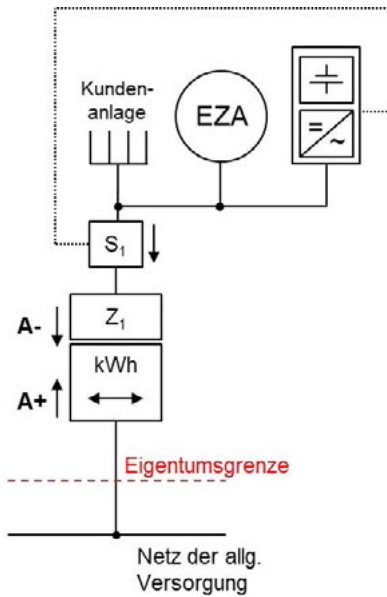 Kunden-
anlage
EZA
=
~
S₁
A-
Z₁
kWh
A+
Eigentumsgrenze
Netz der allg.
Versorgung